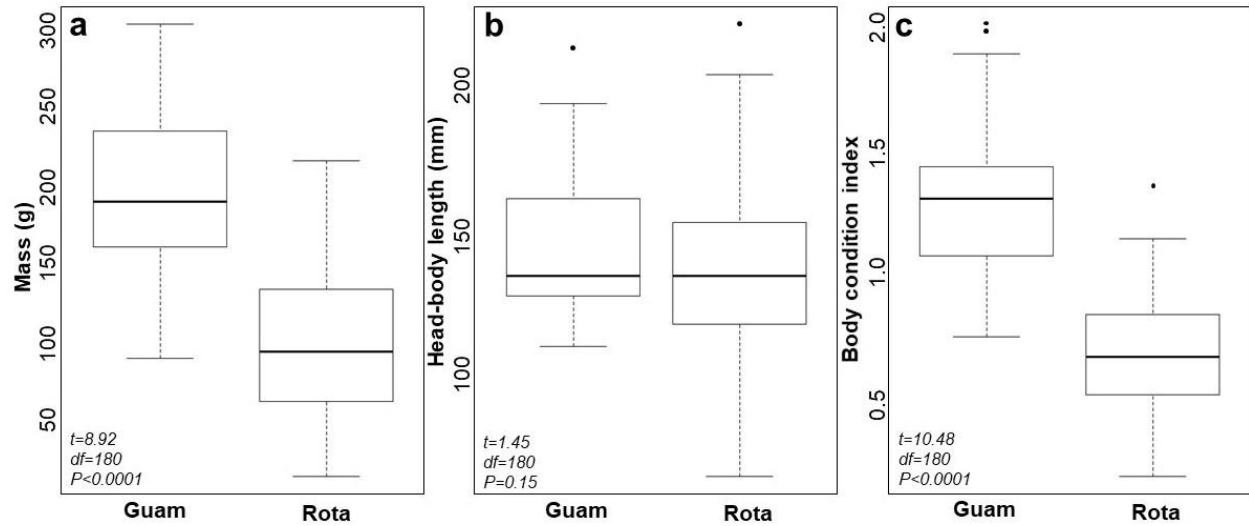 a
Mass (g)
300
250
200
150
100
50
t=8.92
df=180
P<0.0001
Guam
Rota
b
Head-body length (mm)
200
150
100
t=1.45
df=180
P=0.15
Guam
Rota
c
Body condition index
2.0
1.5
1.0
0.5
t=10.48
df=180
P<0.0001
Guam
Rota